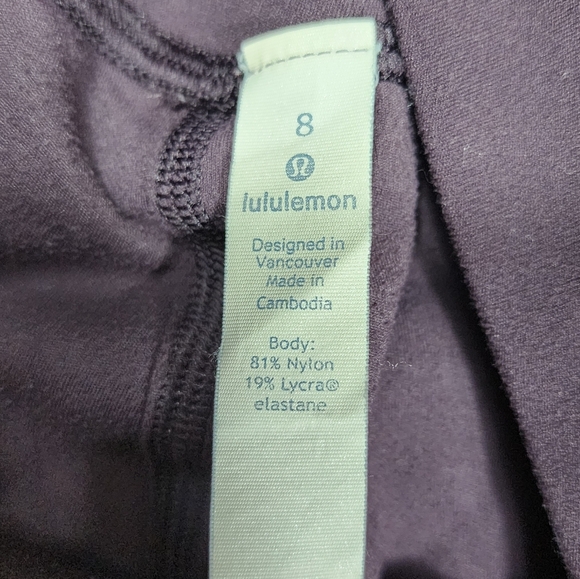 8
lululemon
Designed in
Vancouver
Made in
Cambodia
Body:
81% Nylon
19% Lycra®
elastane